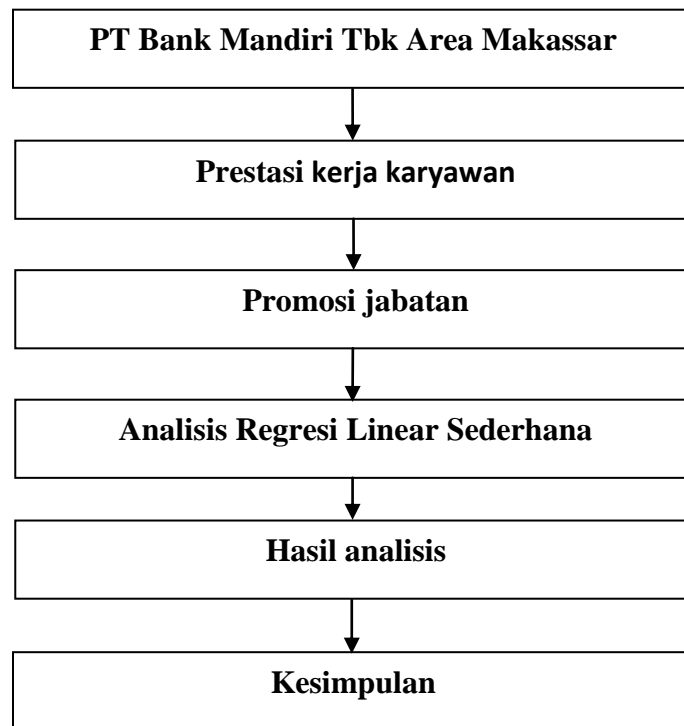 PT Bank Mandiri Tbk Area Makassar
Prestasi kerja karyawan
Promosi jabatan
Analisis Regresi Linear Sederhana
Hasil analisis
Kesimpulan